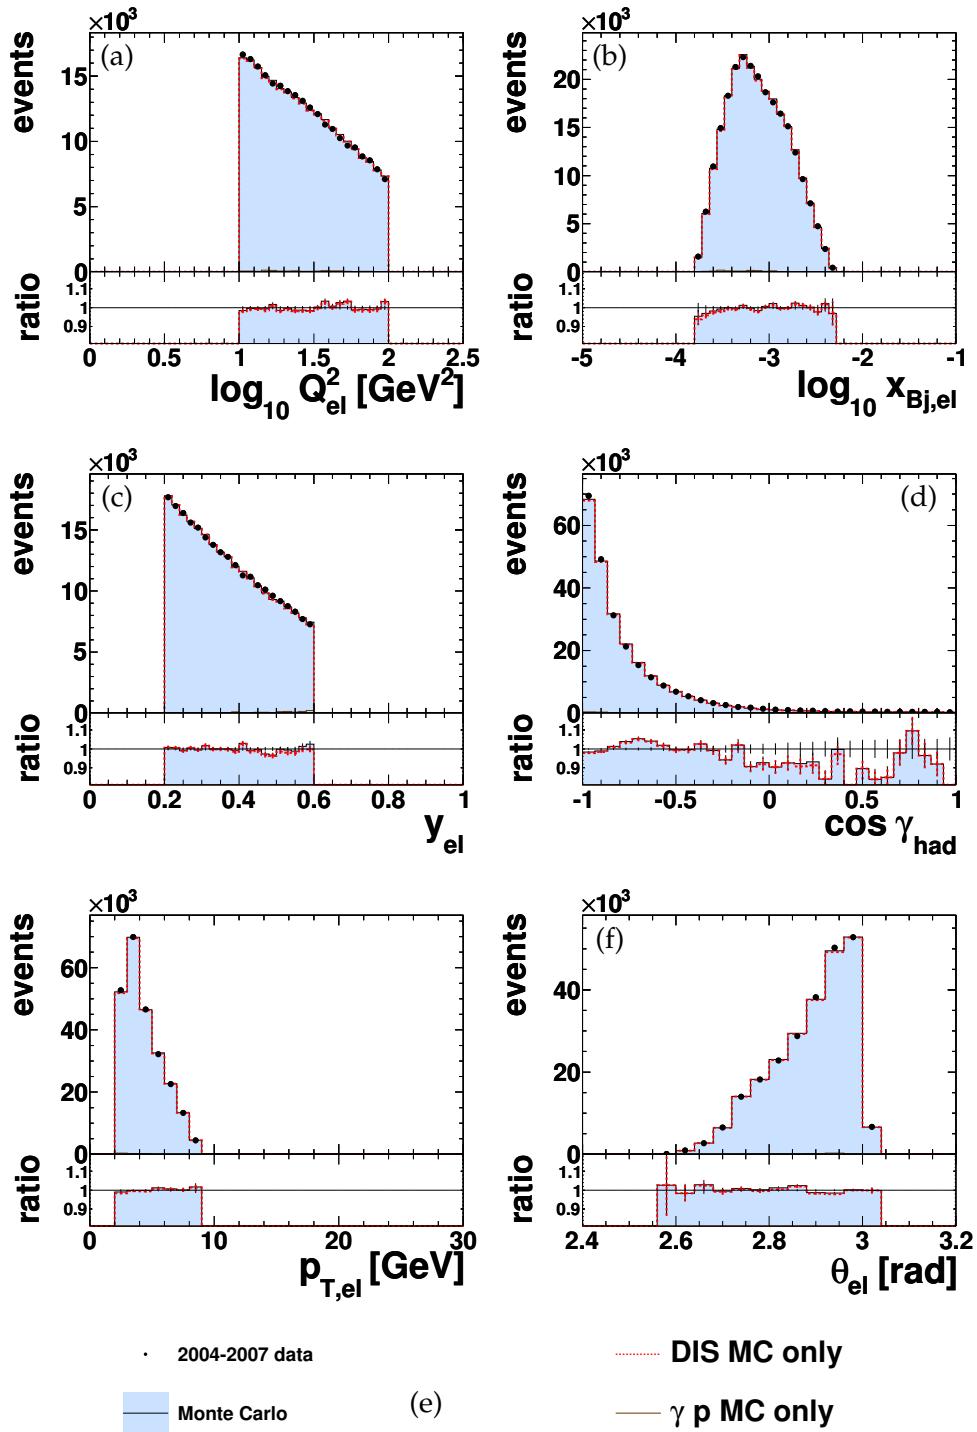 ×10³ ×10³
(a) (b)
events events
15 20
10 15
10
5 5
0 0
ratio 1.1 ratio 1.1
1 1
0.9 0.9
0 0.5 1 1.5 2 2.5 -5 -4 -3 -2 -1
log₁₀ Q²ₑₗ [GeV²] log₁₀ x_Bj,el
×10³ ×10³
(c) (d)
events events
15 60
10 40
5 20
0 0
ratio 1.1 ratio 1.1
1 1
0.9 0.9
0 0.2 0.4 0.6 0.8 1 -1 -0.5 0 0.5 1
y_el cos γ_had
×10³ ×10³
(f)
events events
60 40
40
20 20
0 0
ratio 1.1 ratio 1.1
1 1
0.9 0.9
0 10 20 30 2.4 2.6 2.8 3 3.2
p_T,el [GeV] θ_el [rad]
2004-2007 data DIS MC only
Monte Carlo (e) γ p MC only